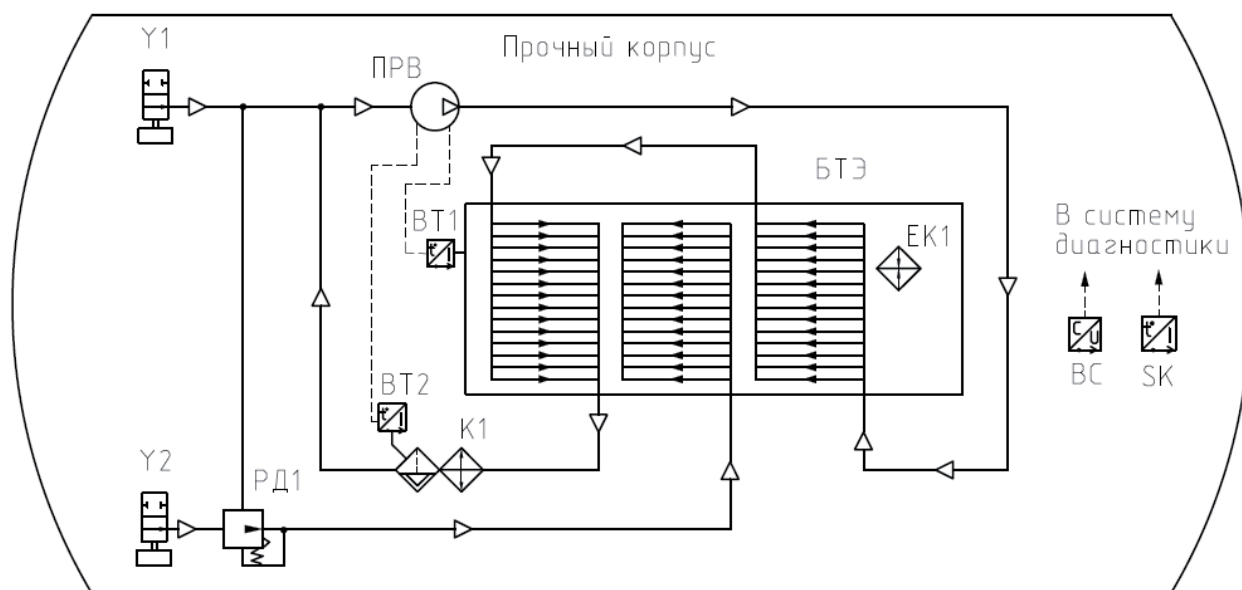 Y1
Прочный корпус
ПРВ
БТЭ
ВТ1
t°
I
ЕК1
В систему
диагностики
C
U
t°
I
ВС
SK
ВТ2
t°
I
К1
Y2
РД1